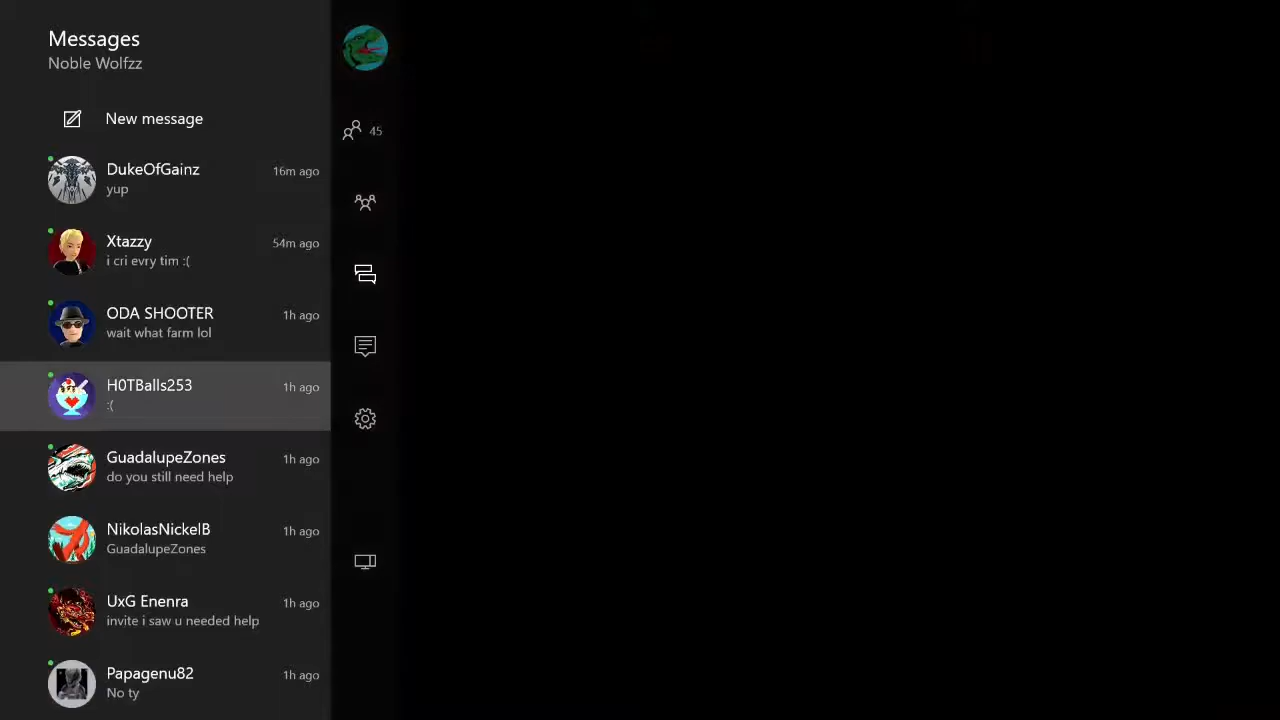 Messages
Noble Wolfzz
New message
DukeOfGainz 16m ago
yup
Xtazzy 54m ago
i cri evry tim :(
ODA SHOOTER 1h ago
wait what farm lol
H0TBalls253 1h ago
:(
GuadalupeZones 1h ago
do you still need help
NikolasNickelB 1h ago
GuadalupeZones
UxG Enenra 1h ago
invite i saw u needed help
Papagenu82 1h ago
No ty
45